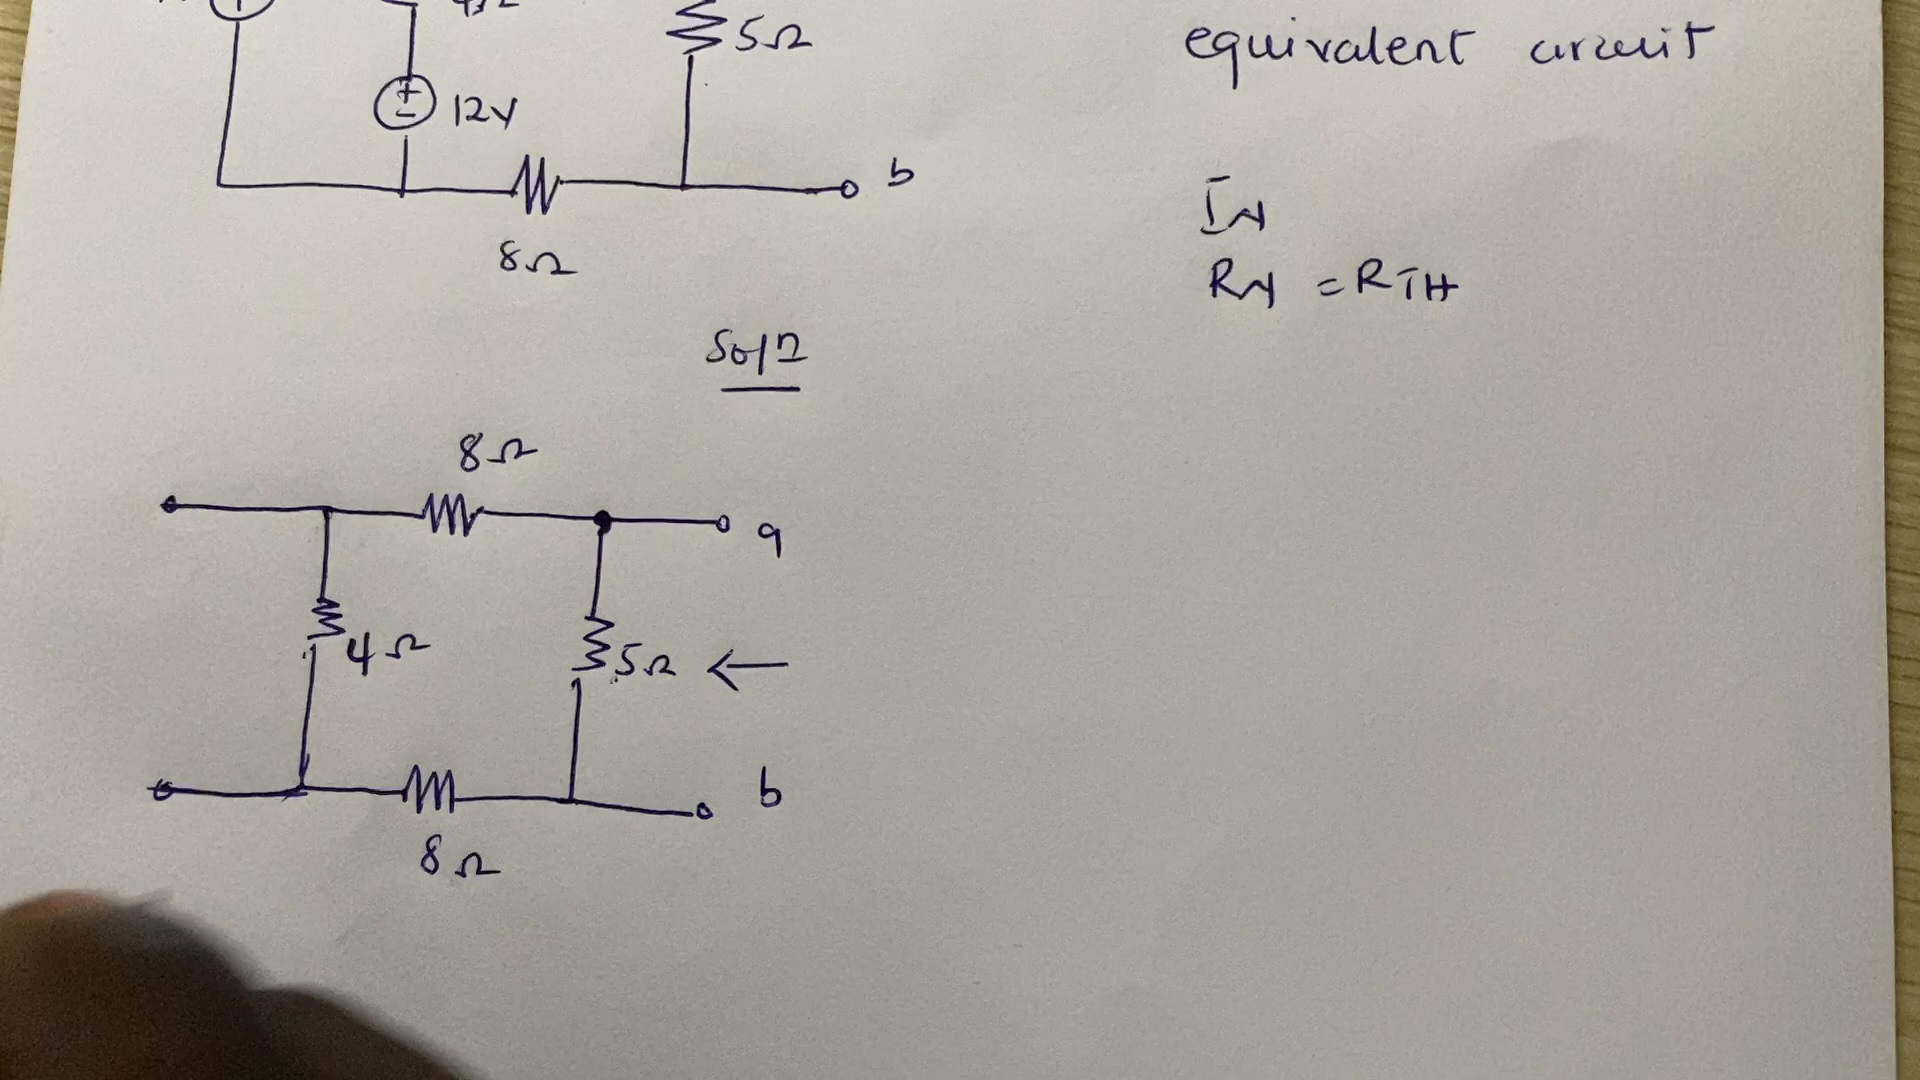 5Ω
equivalent circuit
+
-
12V
b
8Ω
IN
RN = RTH
Soln
8Ω
a
4Ω
5Ω ←
b
8Ω